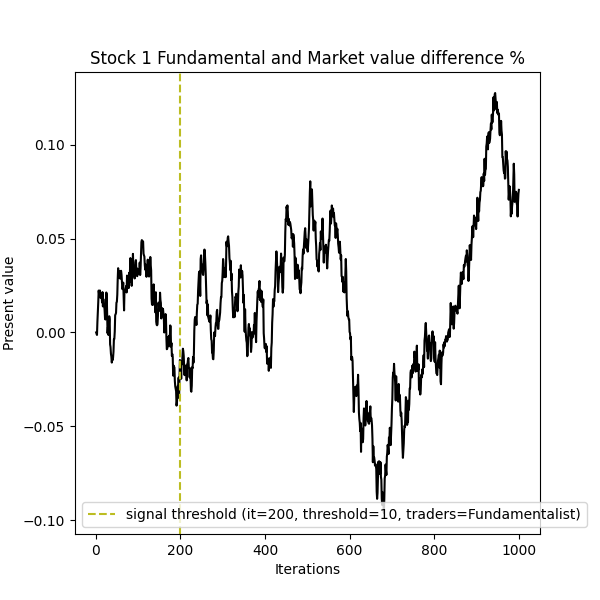 Stock 1 Fundamental and Market value difference %
Present value
0.10
0.05
0.00
−0.05
−0.10
signal threshold (it=200, threshold=10, traders=Fundamentalist)
0 200 400 600 800 1000
Iterations